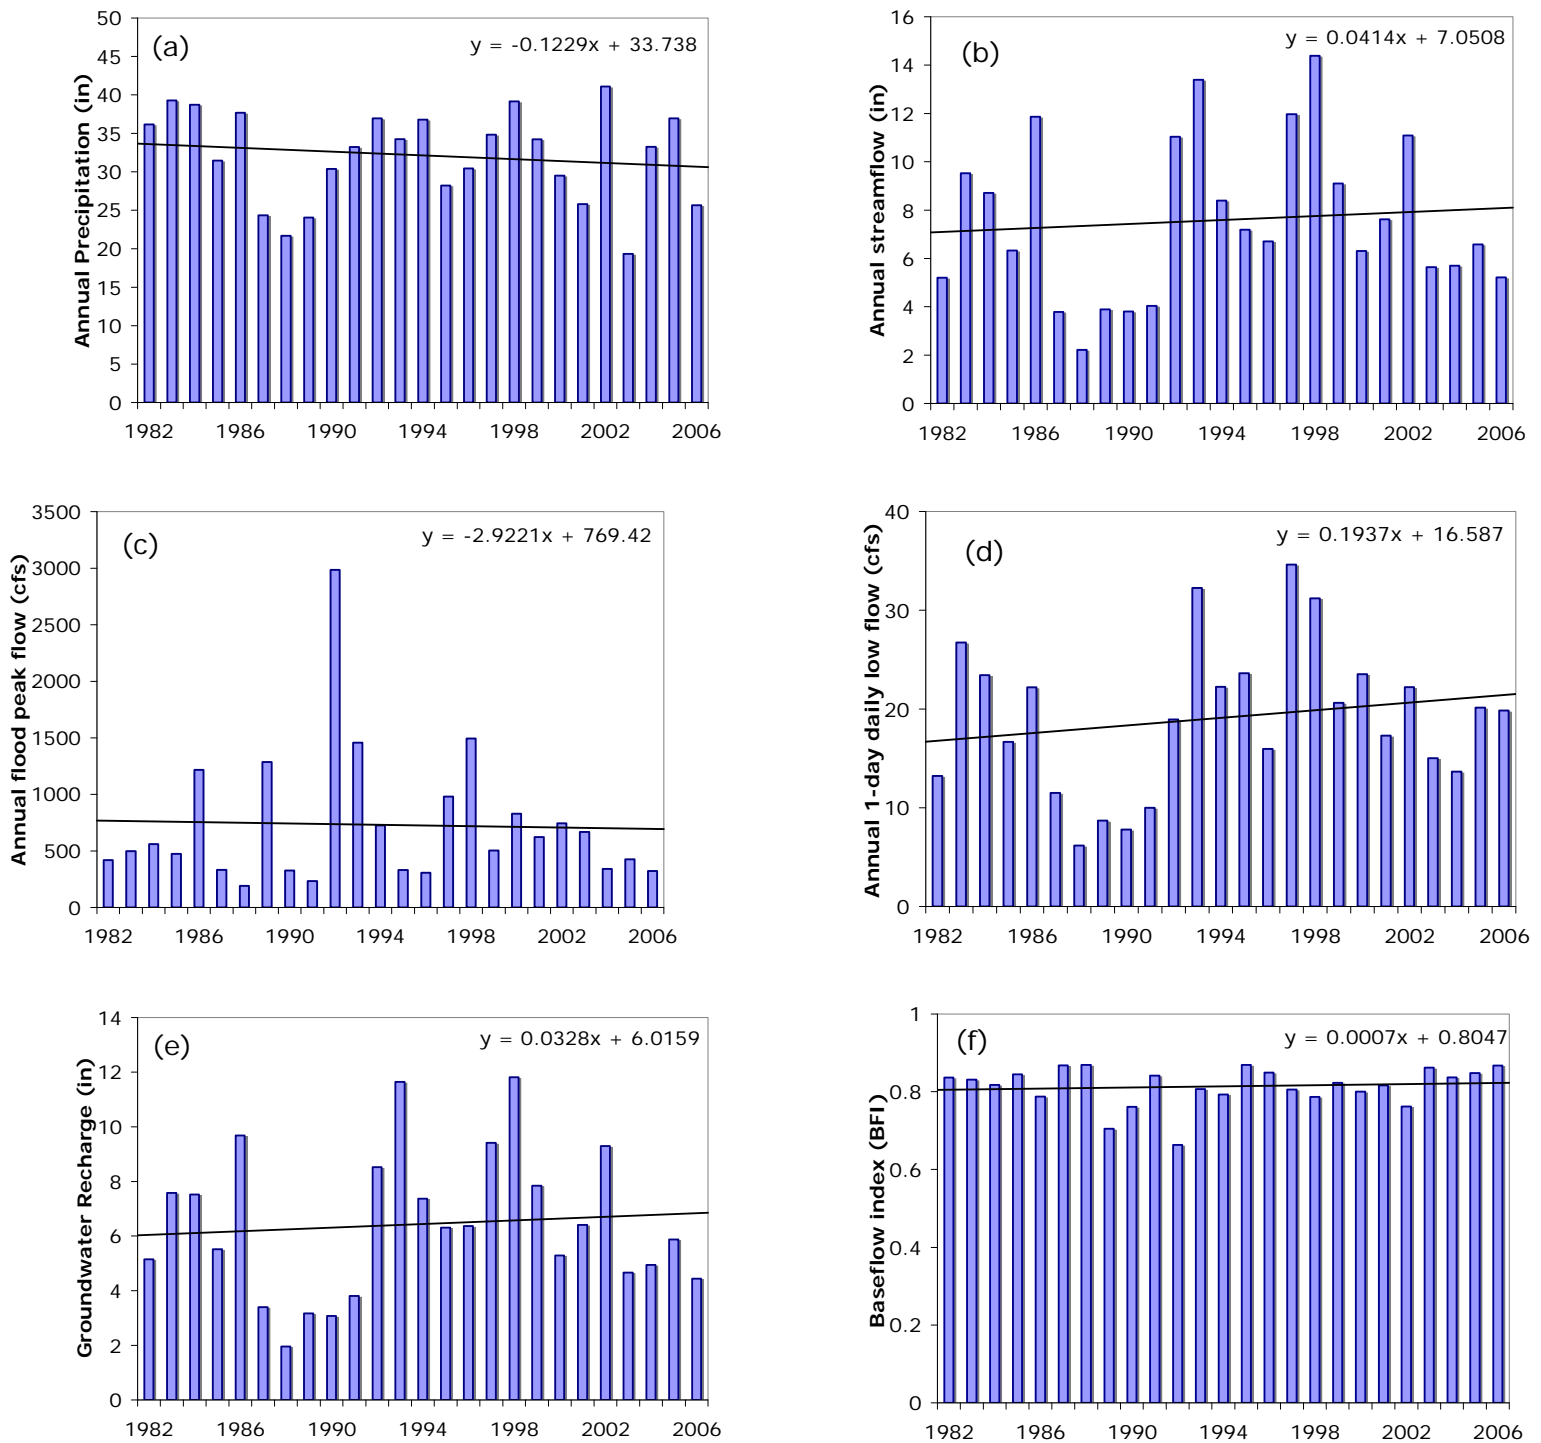 (a)
y = -0.1229x + 33.738
Annual Precipitation (in)
50
45
40
35
30
25
20
15
10
5
0
1982 1986 1990 1994 1998 2002 2006
(b)
y = 0.0414x + 7.0508
Annual streamflow (in)
16
14
12
10
8
6
4
2
0
1982 1986 1990 1994 1998 2002 2006
(c)
y = -2.9221x + 769.42
Annual flood peak flow (cfs)
3500
3000
2500
2000
1500
1000
500
0
1982 1986 1990 1994 1998 2002 2006
(d)
y = 0.1937x + 16.587
Annual 1-day daily low flow (cfs)
40
30
20
10
0
1982 1986 1990 1994 1998 2002 2006
(e)
y = 0.0328x + 6.0159
Groundwater Recharge (in)
14
12
10
8
6
4
2
0
1982 1986 1990 1994 1998 2002 2006
(f)
y = 0.0007x + 0.8047
Baseflow index (BFI)
1
0.8
0.6
0.4
0.2
0
1982 1986 1990 1994 1998 2002 2006